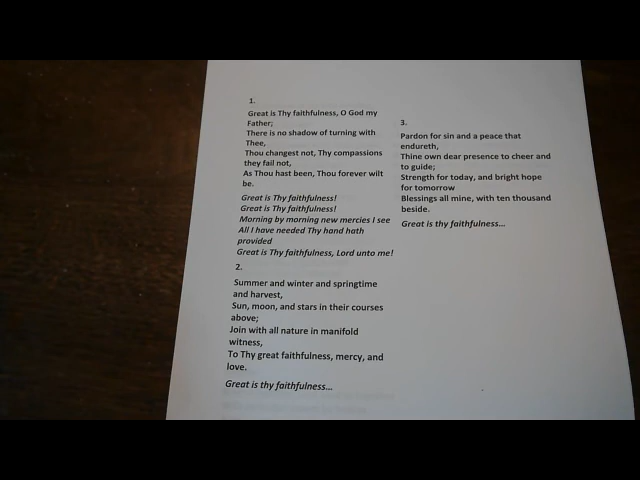 1.
Great is Thy faithfulness, O God my
Father;
There is no shadow of turning with
Thee,
Thou changest not, Thy compassions
they fail not,
As Thou hast been, Thou forever wilt
be.
Great is Thy faithfulness!
Great is Thy faithfulness!
Morning by morning new mercies I see
All I have needed Thy hand hath
provided
Great is Thy faithfulness, Lord unto me!
2.
Summer and winter and springtime
and harvest,
Sun, moon, and stars in their courses
above;
Join with all nature in manifold
witness,
To Thy great faithfulness, mercy, and
love.
Great is thy faithfulness...
3.
Pardon for sin and a peace that
endureth,
Thine own dear presence to cheer and
to guide;
Strength for today, and bright hope
for tomorrow
Blessings all mine, with ten thousand
beside.
Great is thy faithfulness...